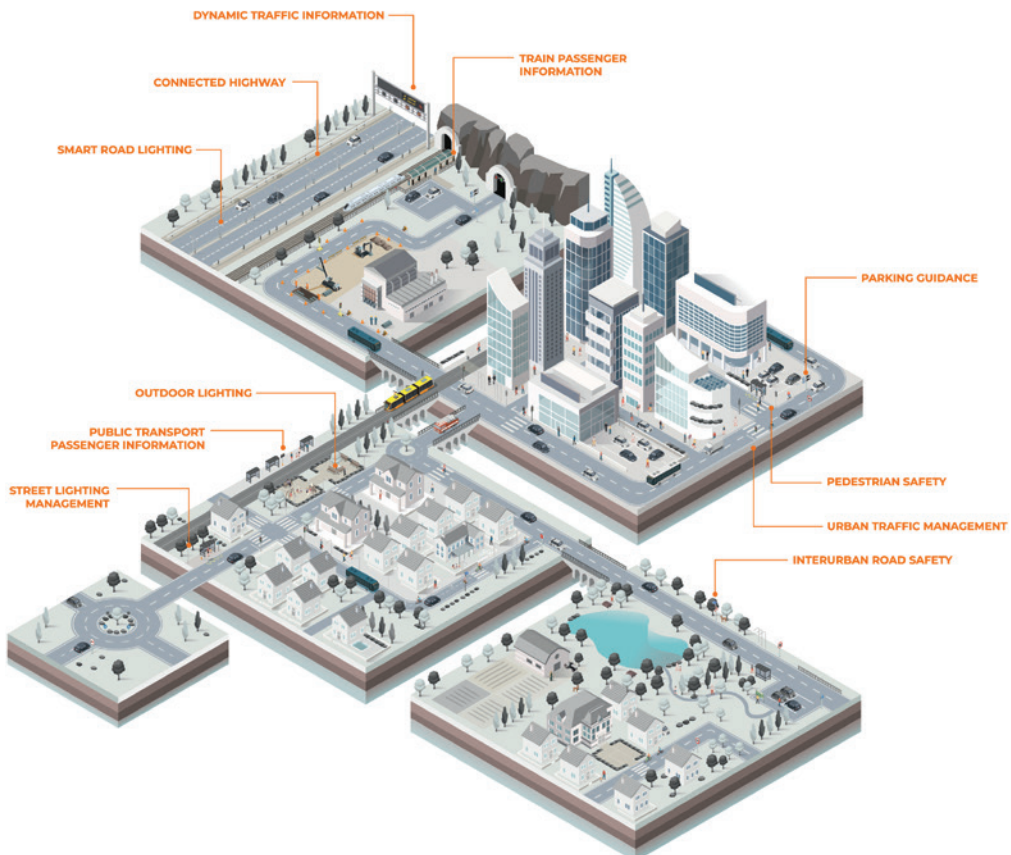 DYNAMIC TRAFFIC INFORMATION
TRAIN PASSENGER
INFORMATION
CONNECTED HIGHWAY
SMART ROAD LIGHTING
PARKING GUIDANCE
OUTDOOR LIGHTING
PUBLIC TRANSPORT
PASSENGER INFORMATION
STREET LIGHTING
MANAGEMENT
PEDESTRIAN SAFETY
URBAN TRAFFIC MANAGEMENT
INTERURBAN ROAD SAFETY